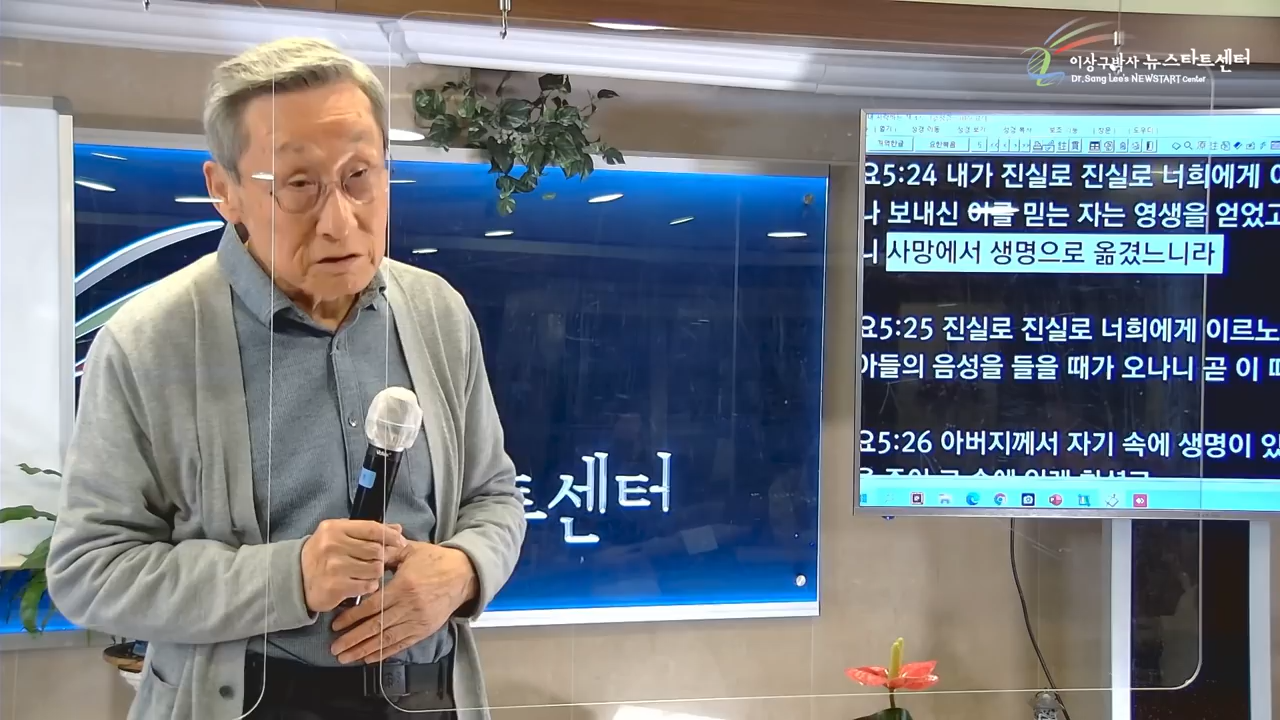 이상구박사 뉴스타트센터
Dr. Sang Lee's NEWSTART Center
트센터
요5:24 내가 진실로 진실로 너희에게
나 보내신 이를 믿는 자는 영생을 얻었고
니 사망에서 생명으로 옮겼느니라
요5:25 진실로 진실로 너희에게 이르노
아들의 음성을 들을 때가 오나니 곧 이
요5:26 아버지께서 자기 속에 생명이 있